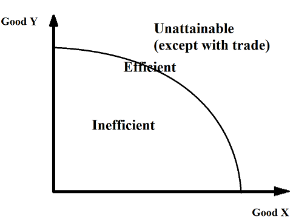 Good Y
Unattainable
(except with trade)
Efficient
Inefficient
Good X